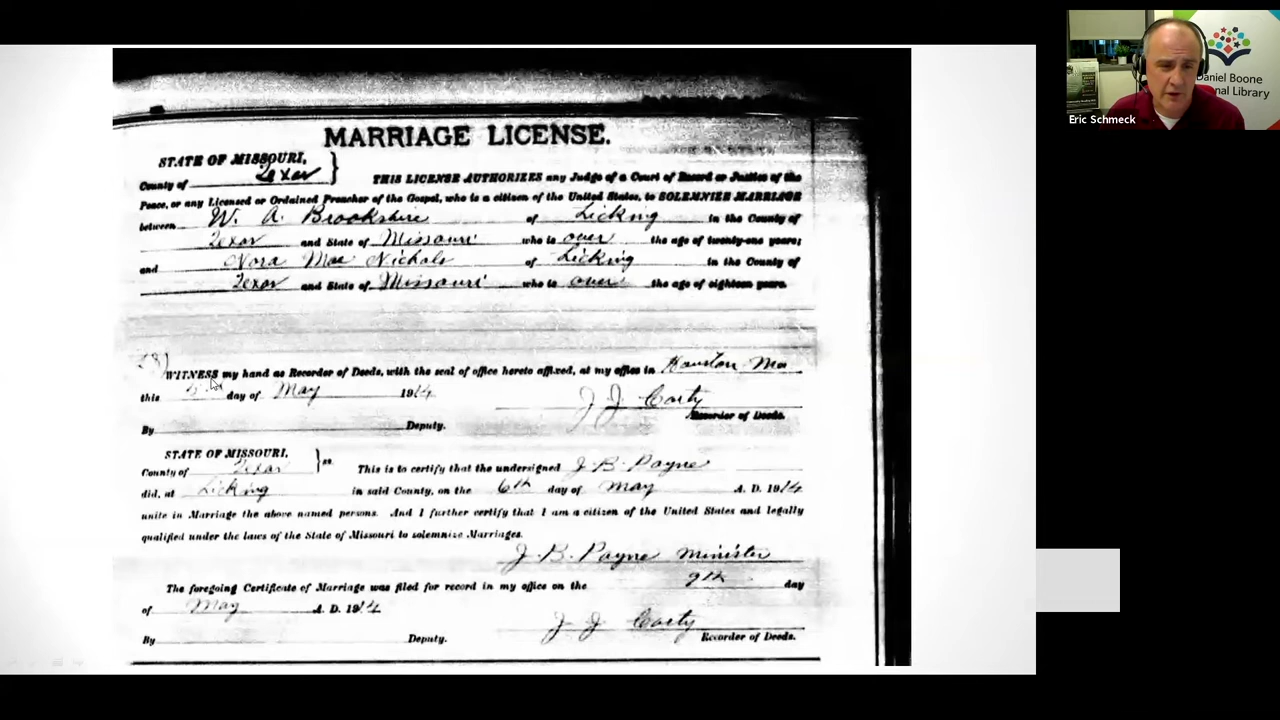 MARRIAGE LICENSE.
STATE OF MISSOURI,
County of Texas
THIS LICENSE AUTHORIZES any Judge of a Court of Record or Justice of the
Peace, or any Licensed or Ordained Preacher of the Gospel, who is a citizen of the United States, to SOLEMNIZE MARRIAGE
between W. A. Brookshire of Licking in the County of
Texas and State of Missouri who is over the age of twenty-one years;
and Nora Mae Nichols of Licking in the County of
Texas and State of Missouri who is over the age of eighteen years.
WITNESS my hand as Recorder of Deeds, with the seal of office hereto affixed, at my office in Houston Mo
this day of May 1914
J J Corty
Recorder of Deeds.
By Deputy.
STATE OF MISSOURI,
County of Texas ss. This is to certify that the undersigned J. B. Payne
did, at Licking in said County, on the 6th day of May A. D. 1914
unite in Marriage the above named persons. And I further certify that I am a citizen of the United States and legally
qualified under the laws of the State of Missouri to solemnize Marriages.
J. B. Payne minister
The foregoing Certificate of Marriage was filed for record in my office on the 9th day
of May A. D. 1914
J J Corty
By Deputy. Recorder of Deeds.
Daniel Boone
nal Library
Eric Schmeck